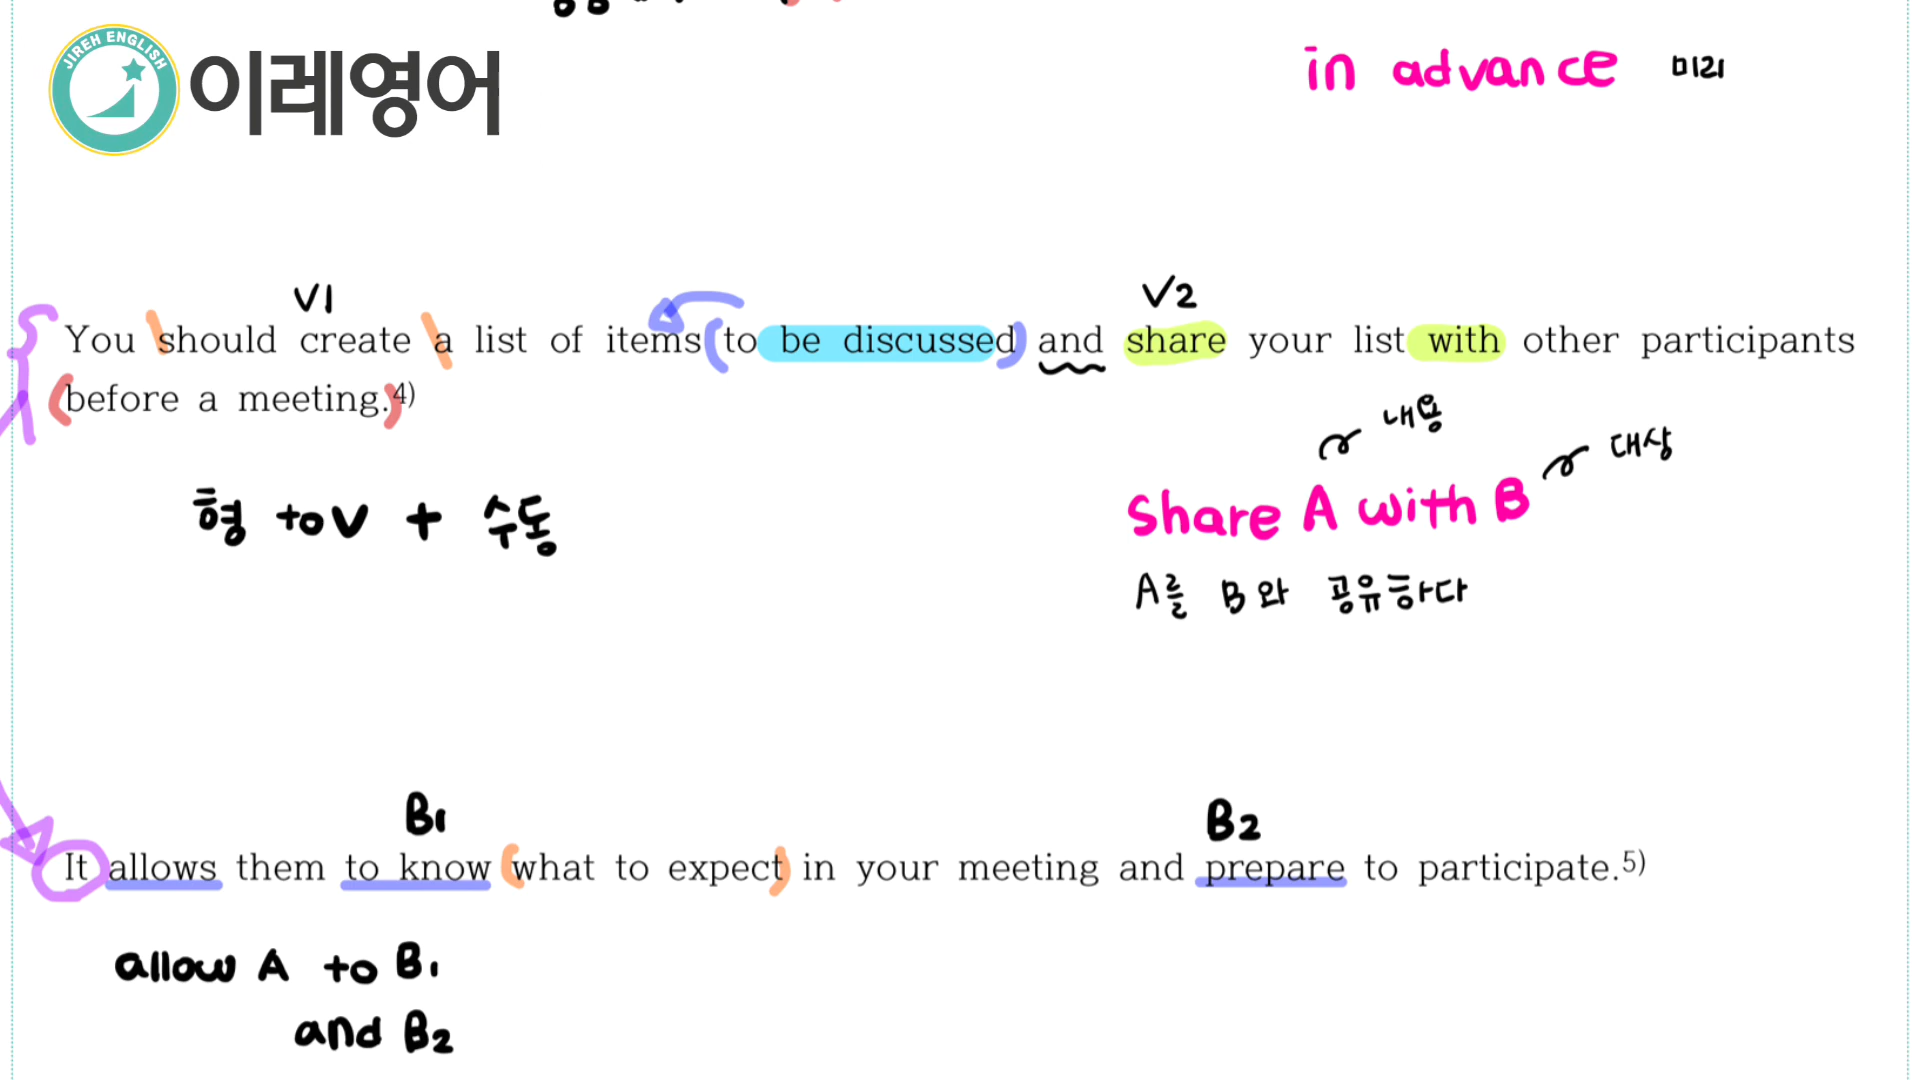 JIREH ENGLISH
이레영어
in advance 미리
V1 V2
You should create a list of items to be discussed and share your list with other participants
before a meeting.4)
내용
대상
형 to V + 수동
Share A with B
A를 B와 공유하다
B1 B2
It allows them to know what to expect in your meeting and prepare to participate.5)
allow A to B1
and B2